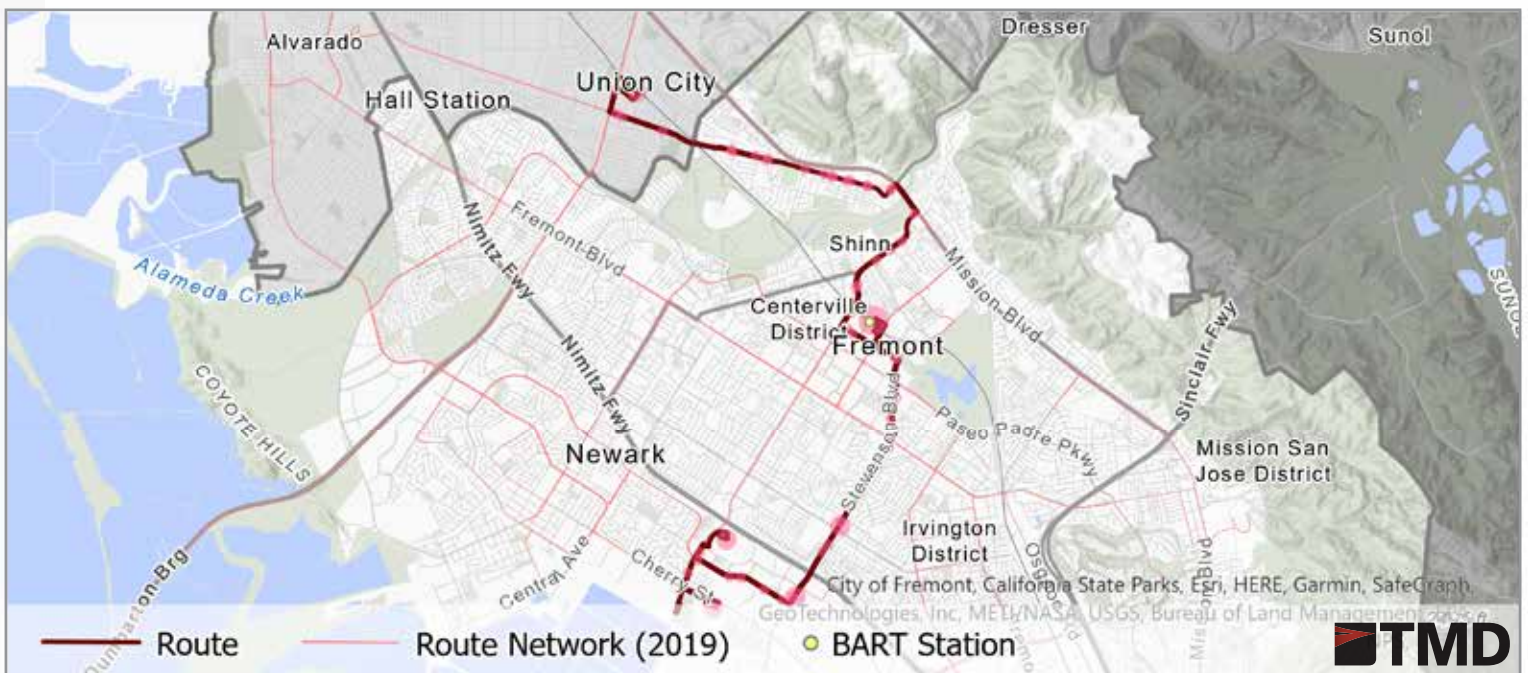 Dresser
Sunol
Alvarado
Union City
Hall Station
Fremont Blvd
Nimitz Fwy
Alameda Creek
Shinn
Mission Blvd
Centerville
District
Fremont
Sinclair Fwy
SUNOL
Nimitz Fwy
COYOTE HILLS
Stevenson Blvd
Paseo Padre Pkwy
Newark
Mission San
Jose District
Irvington
District
Central Ave
Cherry St
Dumbarton Brg
Mission Blvd
City of Fremont, California State Parks, Esri, HERE, Garmin, SafeGraph,
GeoTechnologies, Inc, METI/NASA, USGS, Bureau of Land Management
Route
Route Network (2019)
BART Station
TMD